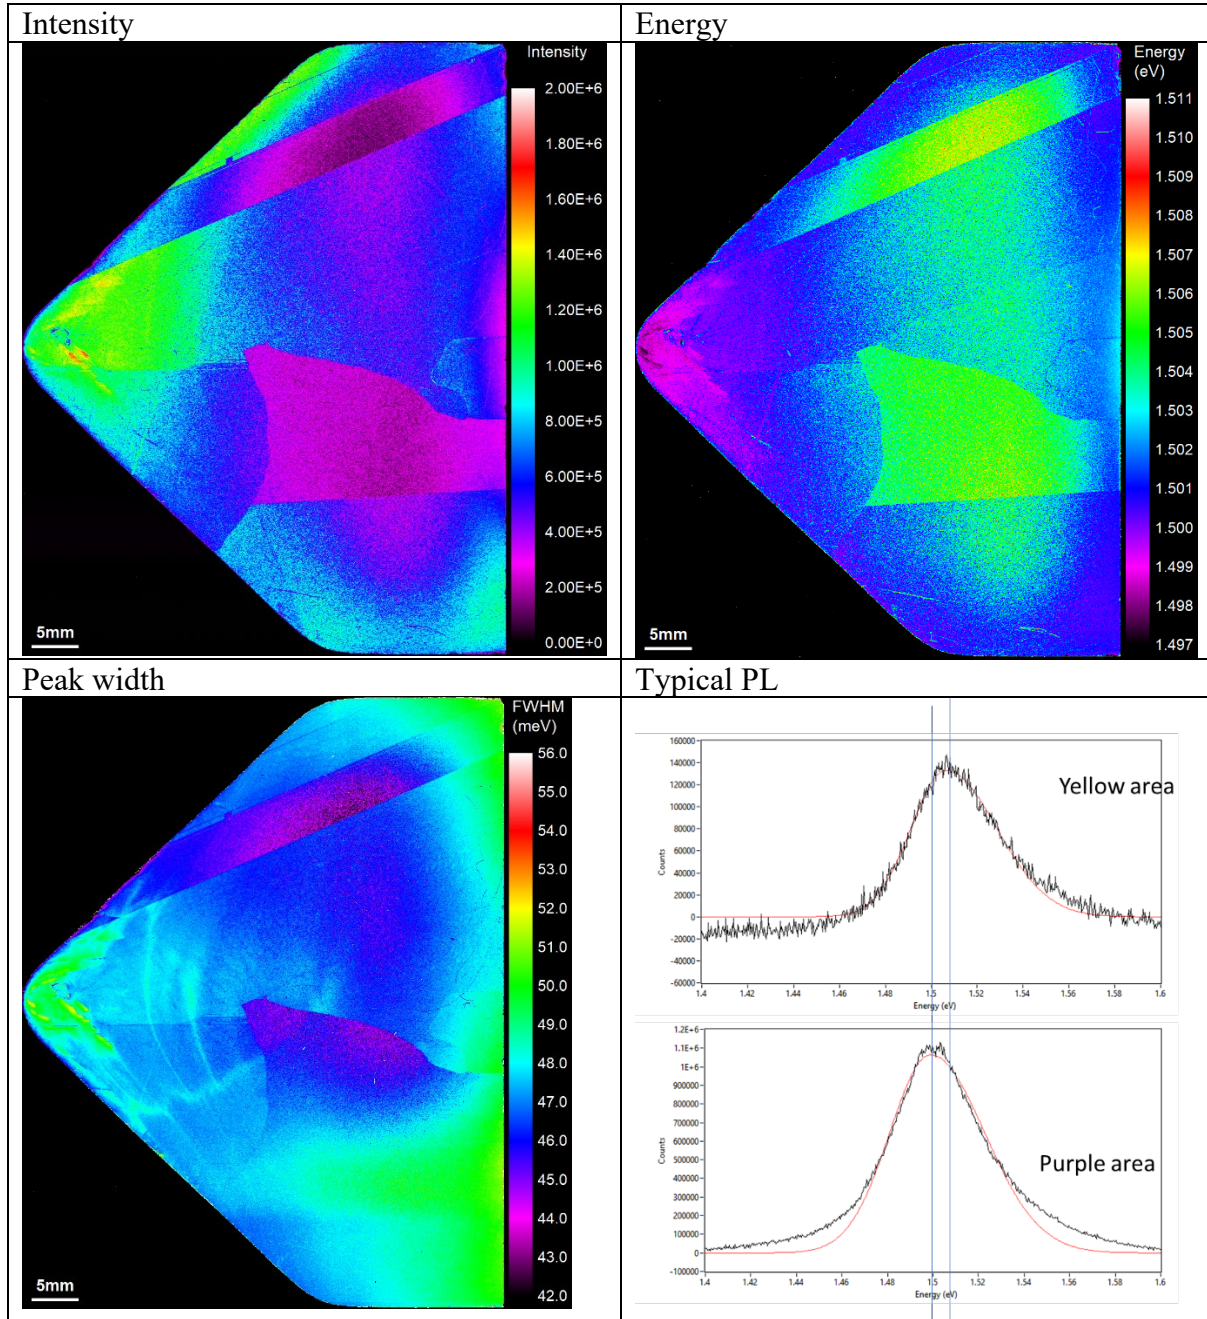 Intensity
Energy
Intensity
2.00E+6
1.80E+6
1.60E+6
1.40E+6
1.20E+6
1.00E+6
8.00E+5
6.00E+5
4.00E+5
2.00E+5
0.00E+0
5mm
Energy
(eV)
1.511
1.510
1.509
1.508
1.507
1.506
1.505
1.504
1.503
1.502
1.501
1.500
1.499
1.498
1.497
5mm
Peak width
Typical PL
FWHM
(meV)
56.0
55.0
54.0
53.0
52.0
51.0
50.0
49.0
48.0
47.0
46.0
45.0
44.0
43.0
42.0
5mm
160000
140000
120000
100000
80000
60000
40000
20000
0
-20000
-40000
-60000
Counts
Yellow area
1.4 1.42 1.44 1.46 1.48 1.5 1.52 1.54 1.56 1.58 1.6
Energy (eV)
1.2E+6
1.1E+6
1E+6
900000
800000
700000
600000
500000
400000
300000
200000
100000
0
-100000
Counts
Purple area
1.4 1.42 1.44 1.46 1.48 1.5 1.52 1.54 1.56 1.58 1.6
Energy (eV)